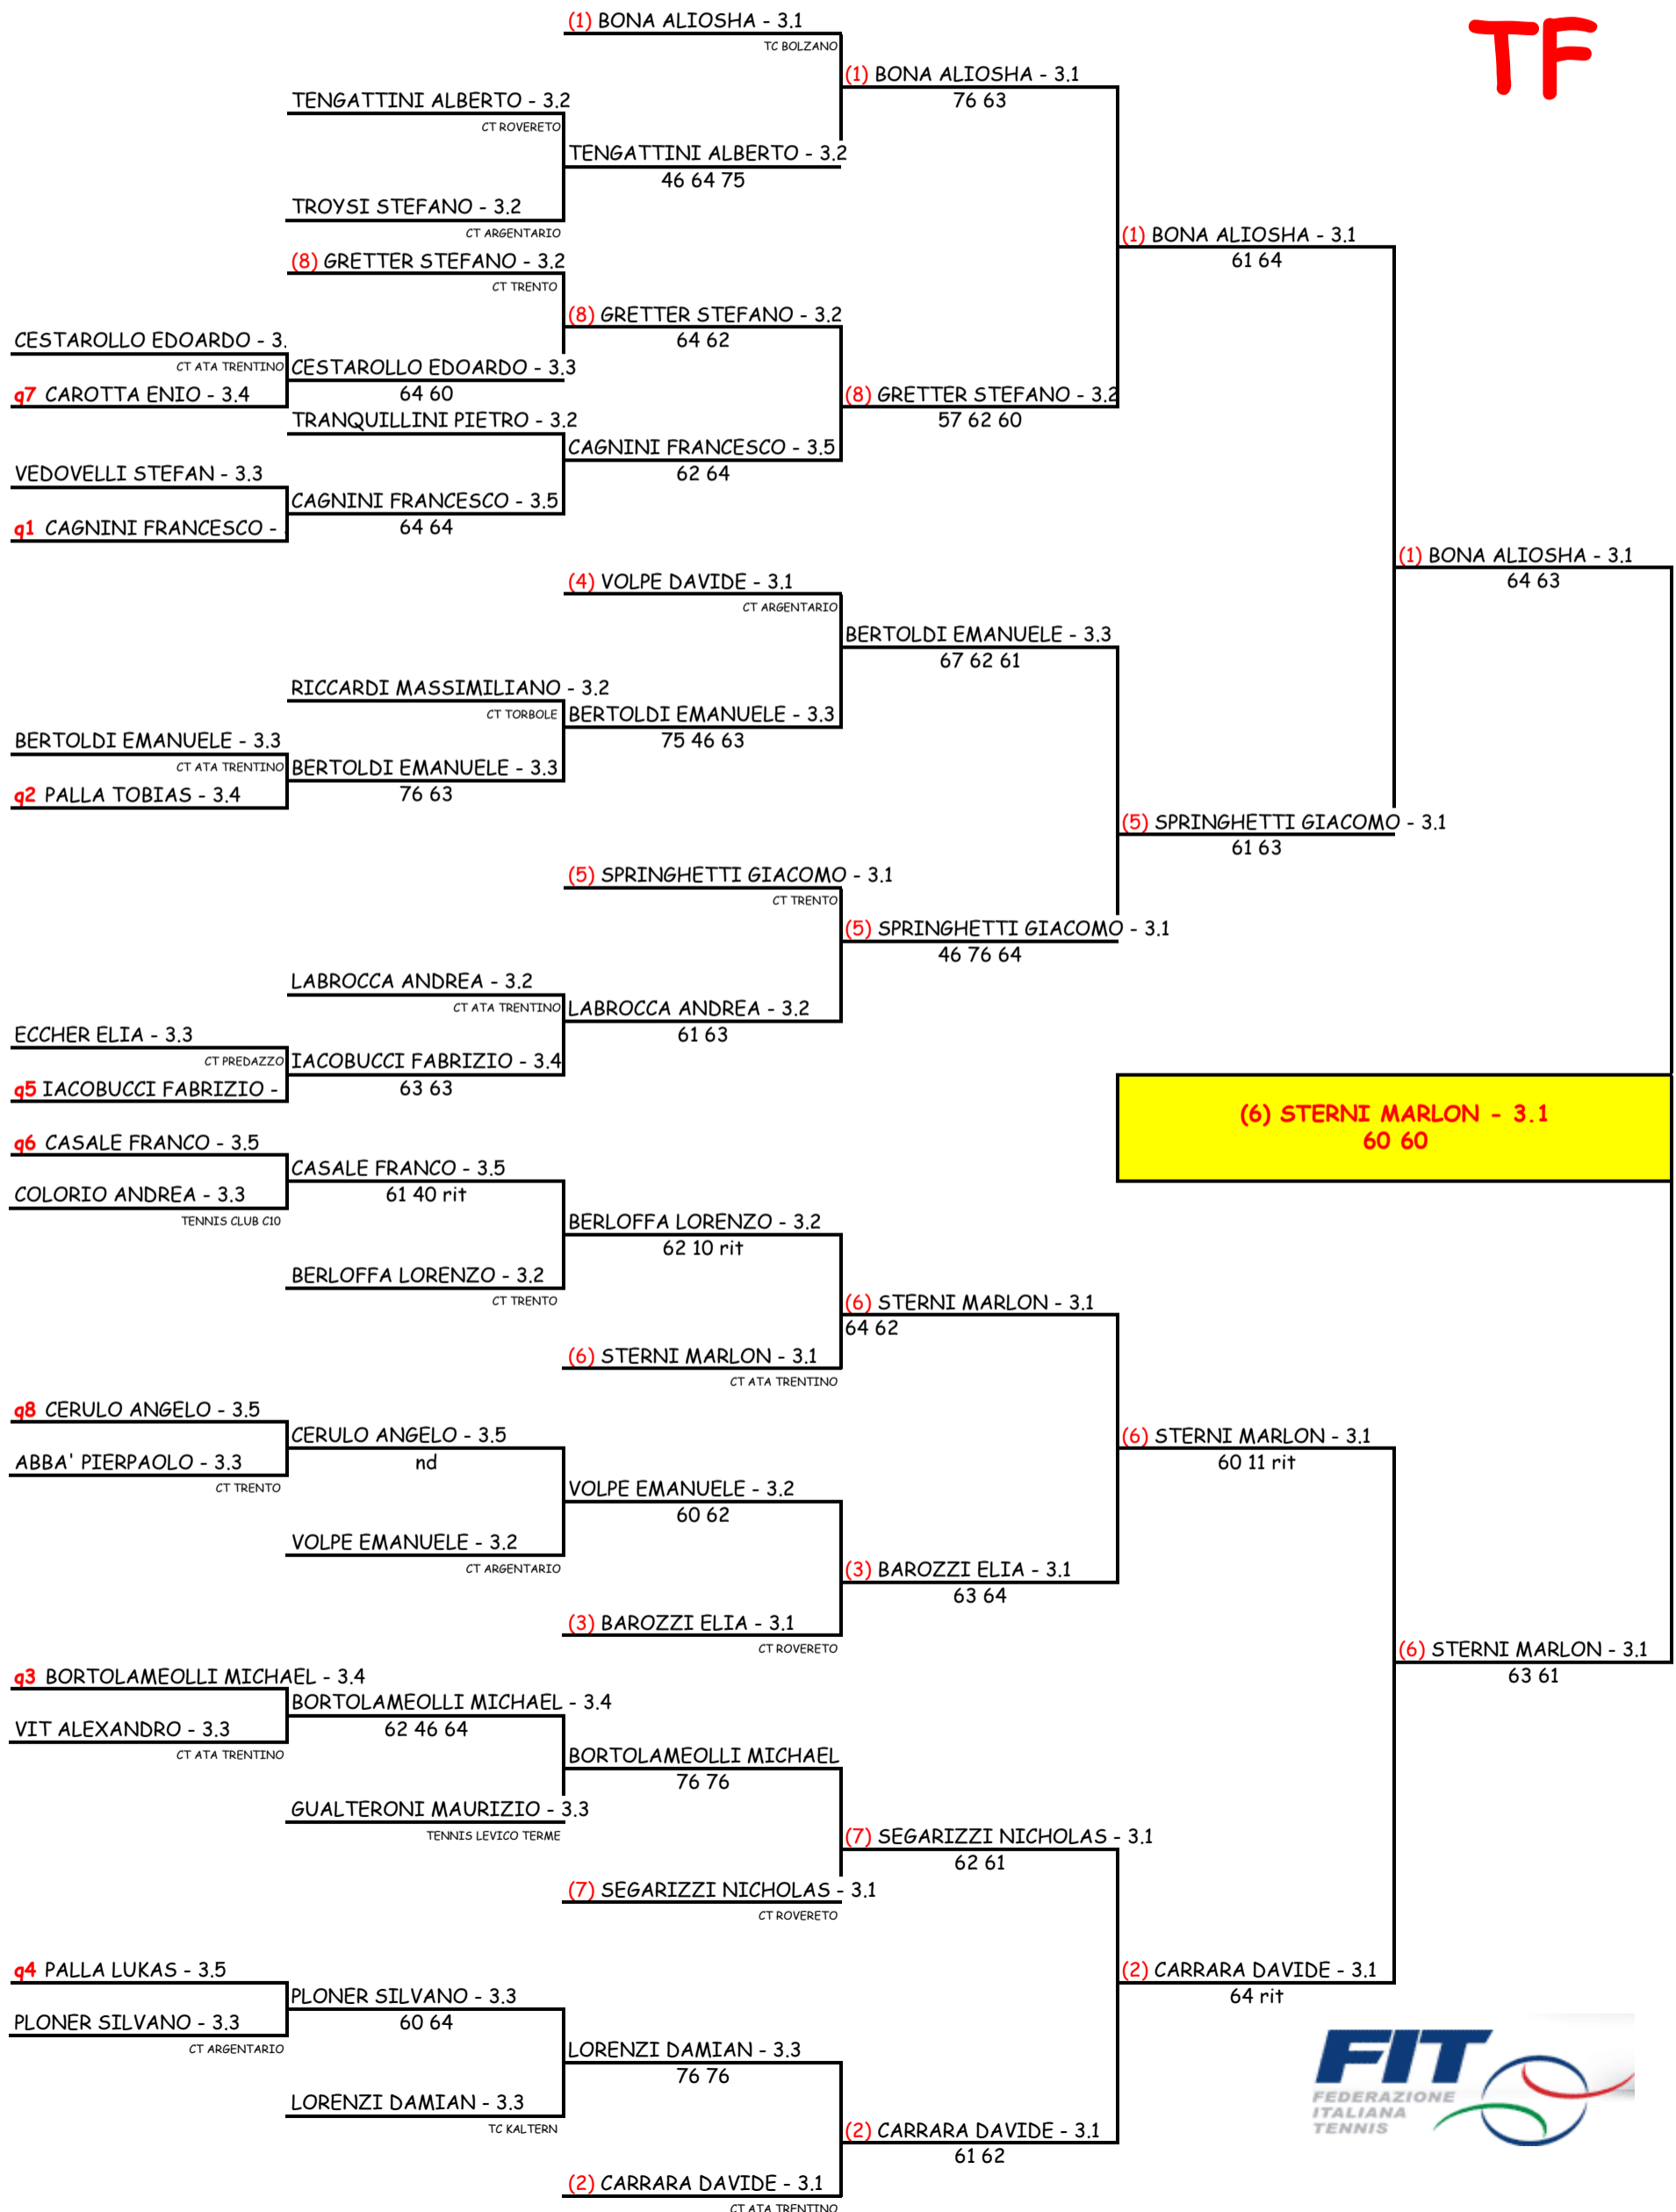 (1) BONA ALIOSHA - 3.1
TC BOLZANO
TF
(1) BONA ALIOSHA - 3.1
76 63
TENGATTINI ALBERTO - 3.2
CT ROVERETO
TENGATTINI ALBERTO - 3.2
46 64 75
TROYSI STEFANO - 3.2
CT ARGENTARIO
(1) BONA ALIOSHA - 3.1
61 64
(8) GRETTER STEFANO - 3.2
CT TRENTO
(8) GRETTER STEFANO - 3.2
64 62
CESTAROLLO EDOARDO - 3.
CT ATA TRENTINO
CESTAROLLO EDOARDO - 3.3
64 60
q7 CAROTTA ENIO - 3.4
(8) GRETTER STEFANO - 3.2
57 62 60
TRANQUILLINI PIETRO - 3.2
CAGNINI FRANCESCO - 3.5
62 64
VEDOVELLI STEFAN - 3.3
CAGNINI FRANCESCO - 3.5
64 64
q1 CAGNINI FRANCESCO -
(1) BONA ALIOSHA - 3.1
64 63
(4) VOLPE DAVIDE - 3.1
CT ARGENTARIO
BERTOLDI EMANUELE - 3.3
67 62 61
RICCARDI MASSIMILIANO - 3.2
CT TORBOLE
BERTOLDI EMANUELE - 3.3
75 46 63
BERTOLDI EMANUELE - 3.3
CT ATA TRENTINO
BERTOLDI EMANUELE - 3.3
76 63
q2 PALLA TOBIAS - 3.4
(5) SPRINGHETTI GIACOMO - 3.1
61 63
(5) SPRINGHETTI GIACOMO - 3.1
CT TRENTO
(5) SPRINGHETTI GIACOMO - 3.1
46 76 64
LABROCCA ANDREA - 3.2
CT ATA TRENTINO
LABROCCA ANDREA - 3.2
61 63
ECCHER ELIA - 3.3
CT PREDAZZO
IACOBUCCI FABRIZIO - 3.4
63 63
q5 IACOBUCCI FABRIZIO -
(6) STERNI MARLON - 3.1
60 60
q6 CASALE FRANCO - 3.5
CASALE FRANCO - 3.5
61 40 rit
COLORIO ANDREA - 3.3
TENNIS CLUB C10
BERLOFFA LORENZO - 3.2
62 10 rit
BERLOFFA LORENZO - 3.2
CT TRENTO
(6) STERNI MARLON - 3.1
64 62
(6) STERNI MARLON - 3.1
CT ATA TRENTINO
q8 CERULO ANGELO - 3.5
CERULO ANGELO - 3.5
nd
ABBA' PIERPAOLO - 3.3
CT TRENTO
(6) STERNI MARLON - 3.1
60 11 rit
VOLPE EMANUELE - 3.2
60 62
VOLPE EMANUELE - 3.2
CT ARGENTARIO
(3) BAROZZI ELIA - 3.1
63 64
(3) BAROZZI ELIA - 3.1
CT ROVERETO
(6) STERNI MARLON - 3.1
63 61
q3 BORTOLAMEOLLI MICHAEL - 3.4
BORTOLAMEOLLI MICHAEL - 3.4
62 46 64
VIT ALEXANDRO - 3.3
CT ATA TRENTINO
BORTOLAMEOLLI MICHAEL
76 76
GUALTERONI MAURIZIO - 3.3
TENNIS LEVICO TERME
(7) SEGARIZZI NICHOLAS - 3.1
62 61
(7) SEGARIZZI NICHOLAS - 3.1
CT ROVERETO
q4 PALLA LUKAS - 3.5
PLONER SILVANO - 3.3
60 64
PLONER SILVANO - 3.3
CT ARGENTARIO
(2) CARRARA DAVIDE - 3.1
64 rit
LORENZI DAMIAN - 3.3
76 76
LORENZI DAMIAN - 3.3
TC KALTERN
(2) CARRARA DAVIDE - 3.1
61 62
(2) CARRARA DAVIDE - 3.1
CT ATA TRENTINO
FIT
FEDERAZIONE
ITALIANA
TENNIS